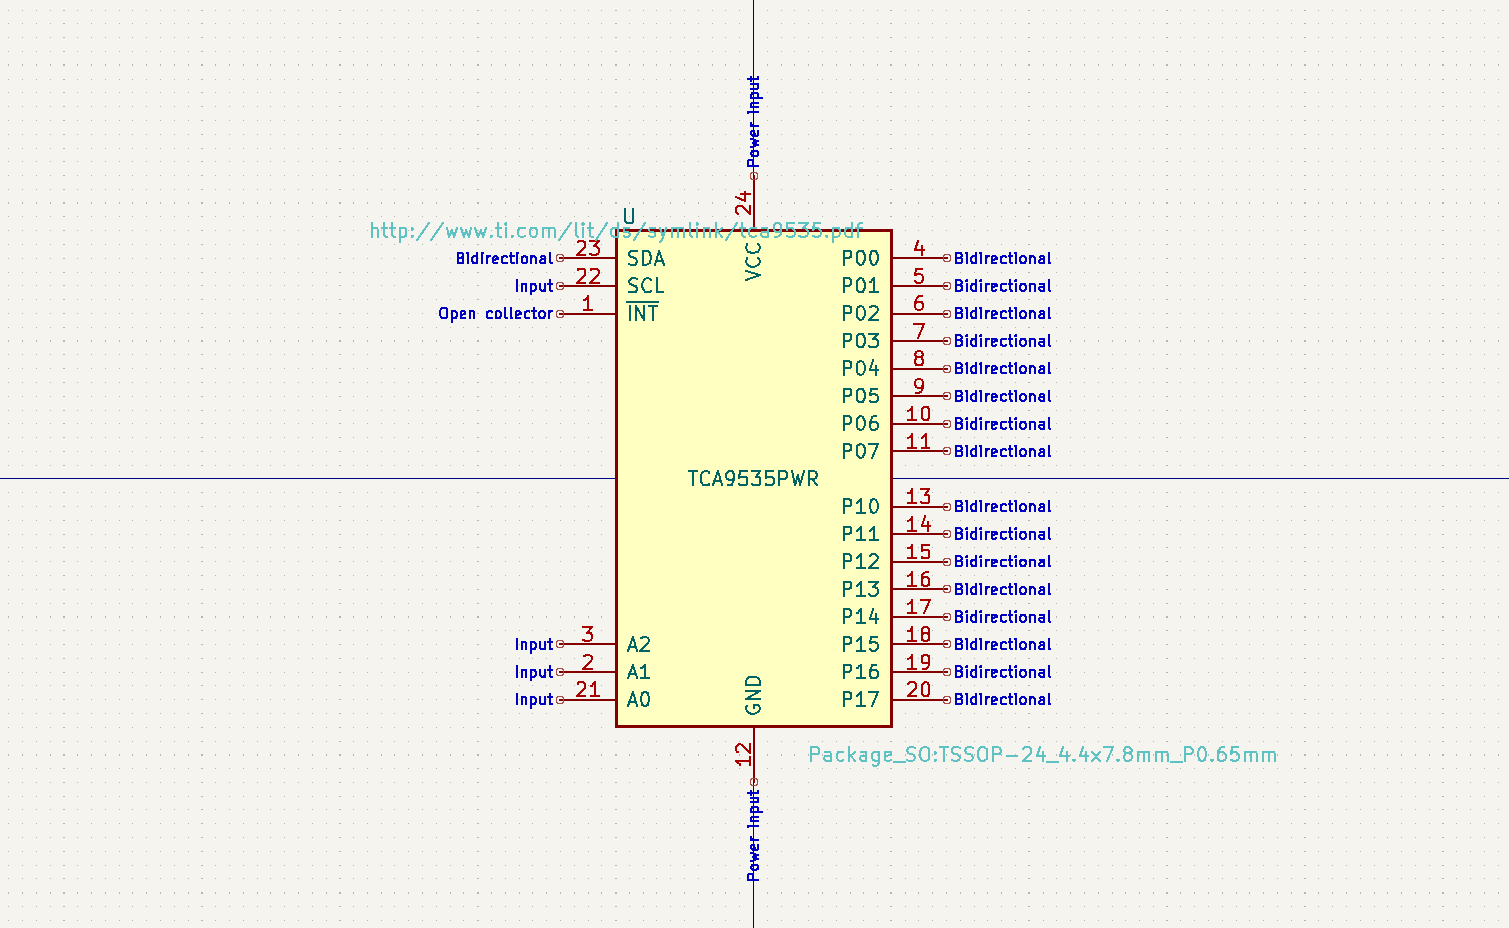 Power Input
24
U
http://www.ti.com/lit/ds/symlink/tca9535.pdf
VCC
Bidirectional 23 SDA
Input 22 SCL
Open collector 1 INT
P00 4 Bidirectional
P01 5 Bidirectional
P02 6 Bidirectional
P03 7 Bidirectional
P04 8 Bidirectional
P05 9 Bidirectional
P06 10 Bidirectional
P07 11 Bidirectional
TCA9535PWR
P10 13 Bidirectional
P11 14 Bidirectional
P12 15 Bidirectional
P13 16 Bidirectional
P14 17 Bidirectional
P15 18 Bidirectional
P16 19 Bidirectional
P17 20 Bidirectional
Input 3 A2
Input 2 A1
Input 21 A0
GND
12
Package_SO:TSSOP-24_4.4x7.8mm_P0.65mm
Power Input